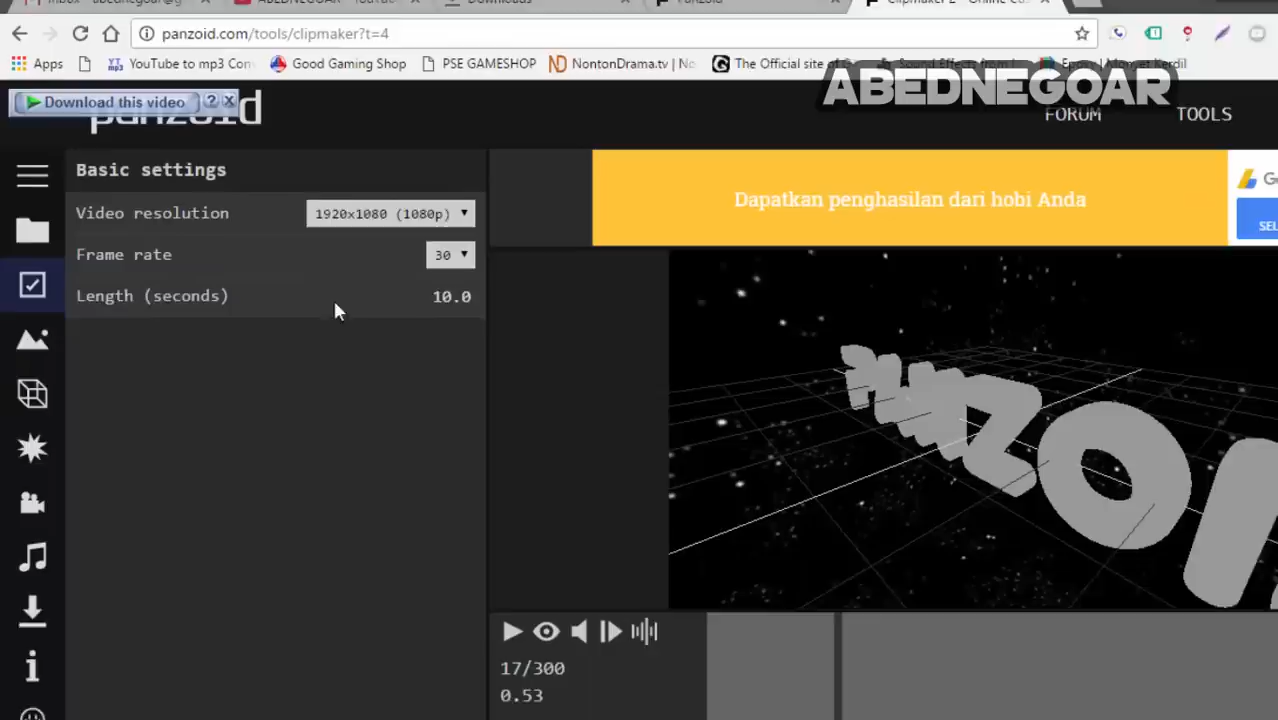 panzoid.com/tools/clipmaker?t=4
Apps YouTube to mp3 Con Good Gaming Shop PSE GAMESHOP NontonDrama.tv | No The Official site of
ABEDNEGOAR
Download this video ? X
panzoid
FORUM TOOLS
Basic settings
Video resolution 1920x1080 (1080p)
Frame rate 30
Length (seconds) 10.0
Dapatkan penghasilan dari hobi Anda
17/300
0.53